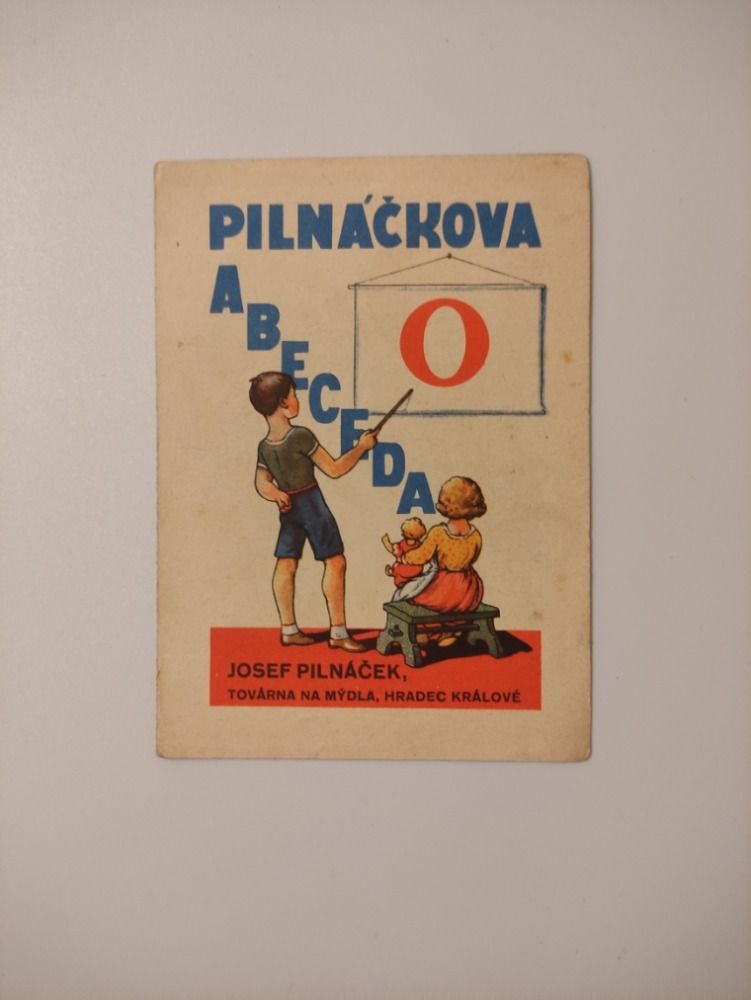 PILNÁČKOVA
ABECEDA
O
JOSEF PILNÁČEK,
TOVÁRNA NA MÝDLA, HRADEC KRÁLOVÉ